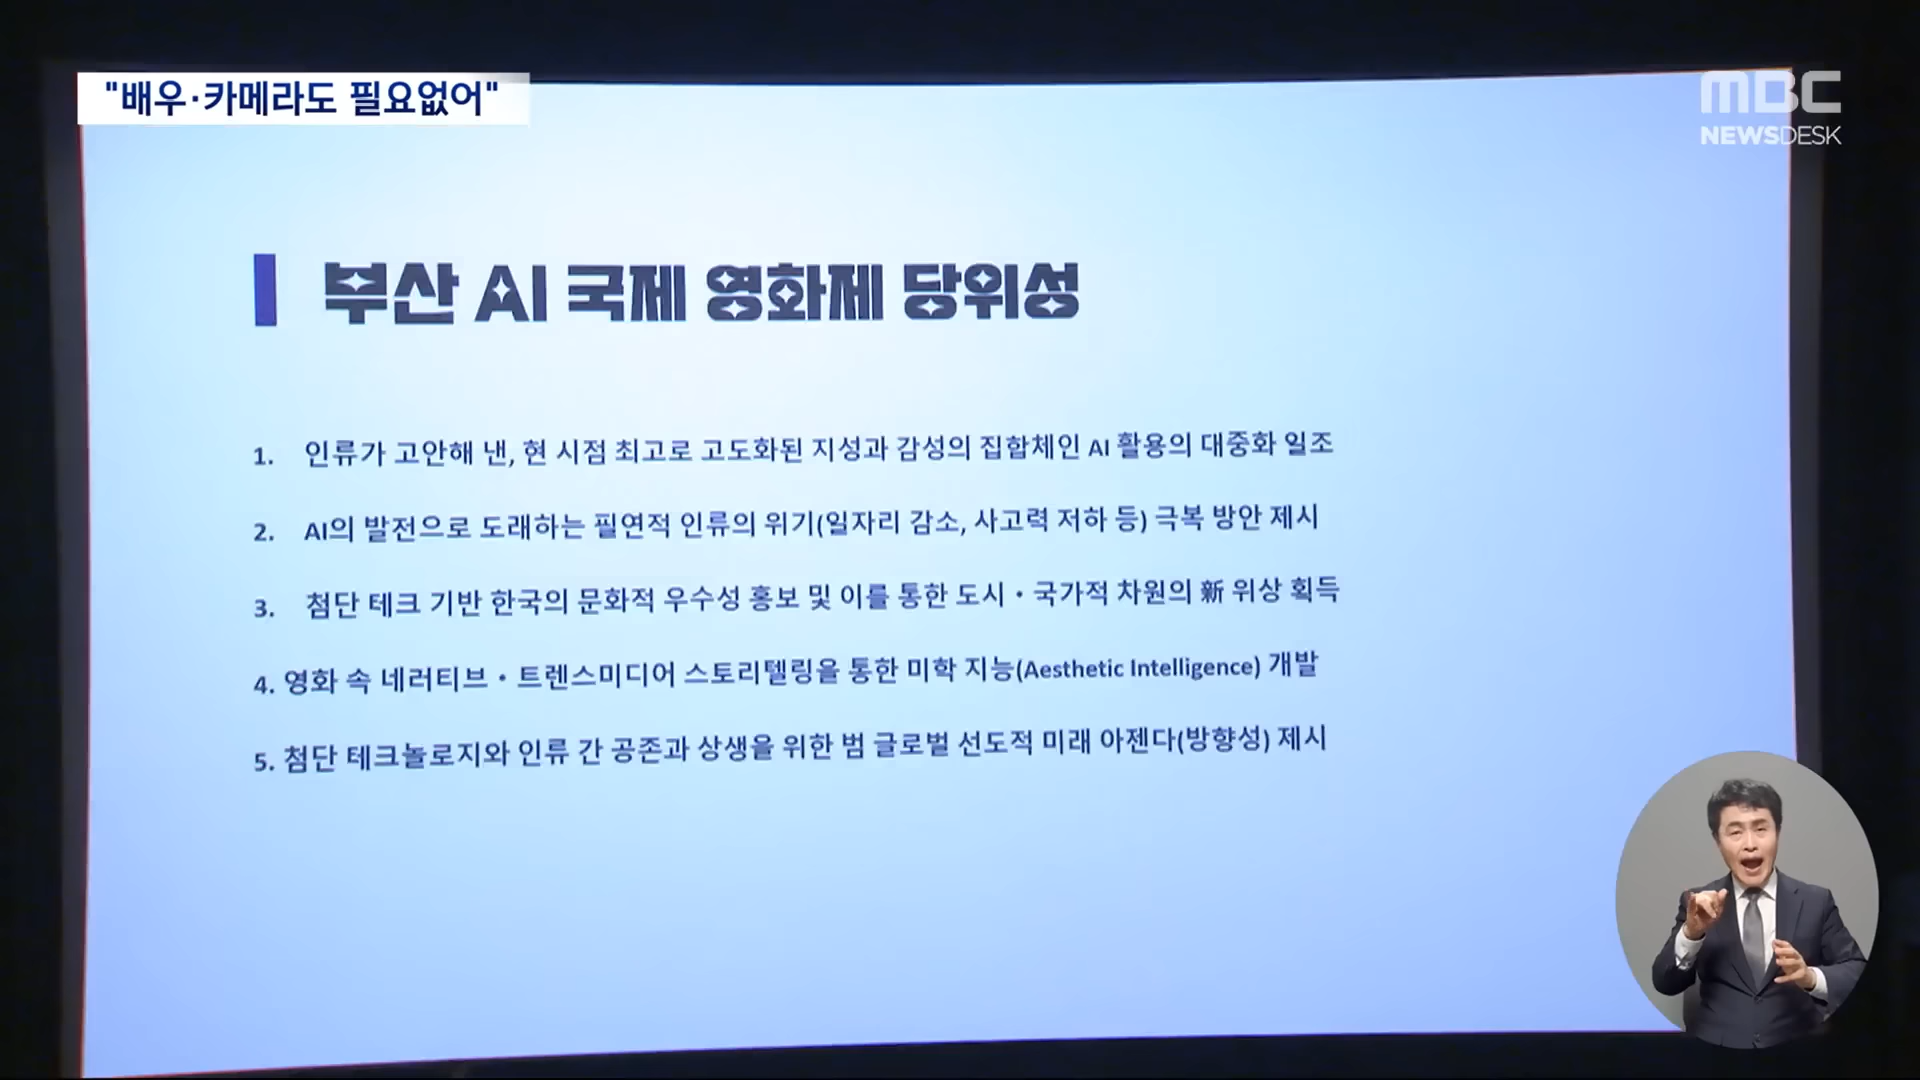 "배우·카메라도 필요없어"
MBC
NEWSDESK
부산 AI 국제 영화제 당위성
1. 인류가 고안해 낸, 현 시점 최고로 고도화된 지성과 감성의 집합체인 AI 활용의 대중화 일조
2. AI의 발전으로 도래하는 필연적 인류의 위기(일자리 감소, 사고력 저하 등) 극복 방안 제시
3. 첨단 테크 기반 한국의 문화적 우수성 홍보 및 이를 통한 도시·국가적 차원의 新 위상 획득
4. 영화 속 네러티브·트렌스미디어 스토리텔링을 통한 미학 지능(Aesthetic Intelligence) 개발
5. 첨단 테크놀로지와 인류 간 공존과 상생을 위한 범 글로벌 선도적 미래 아젠다(방향성) 제시